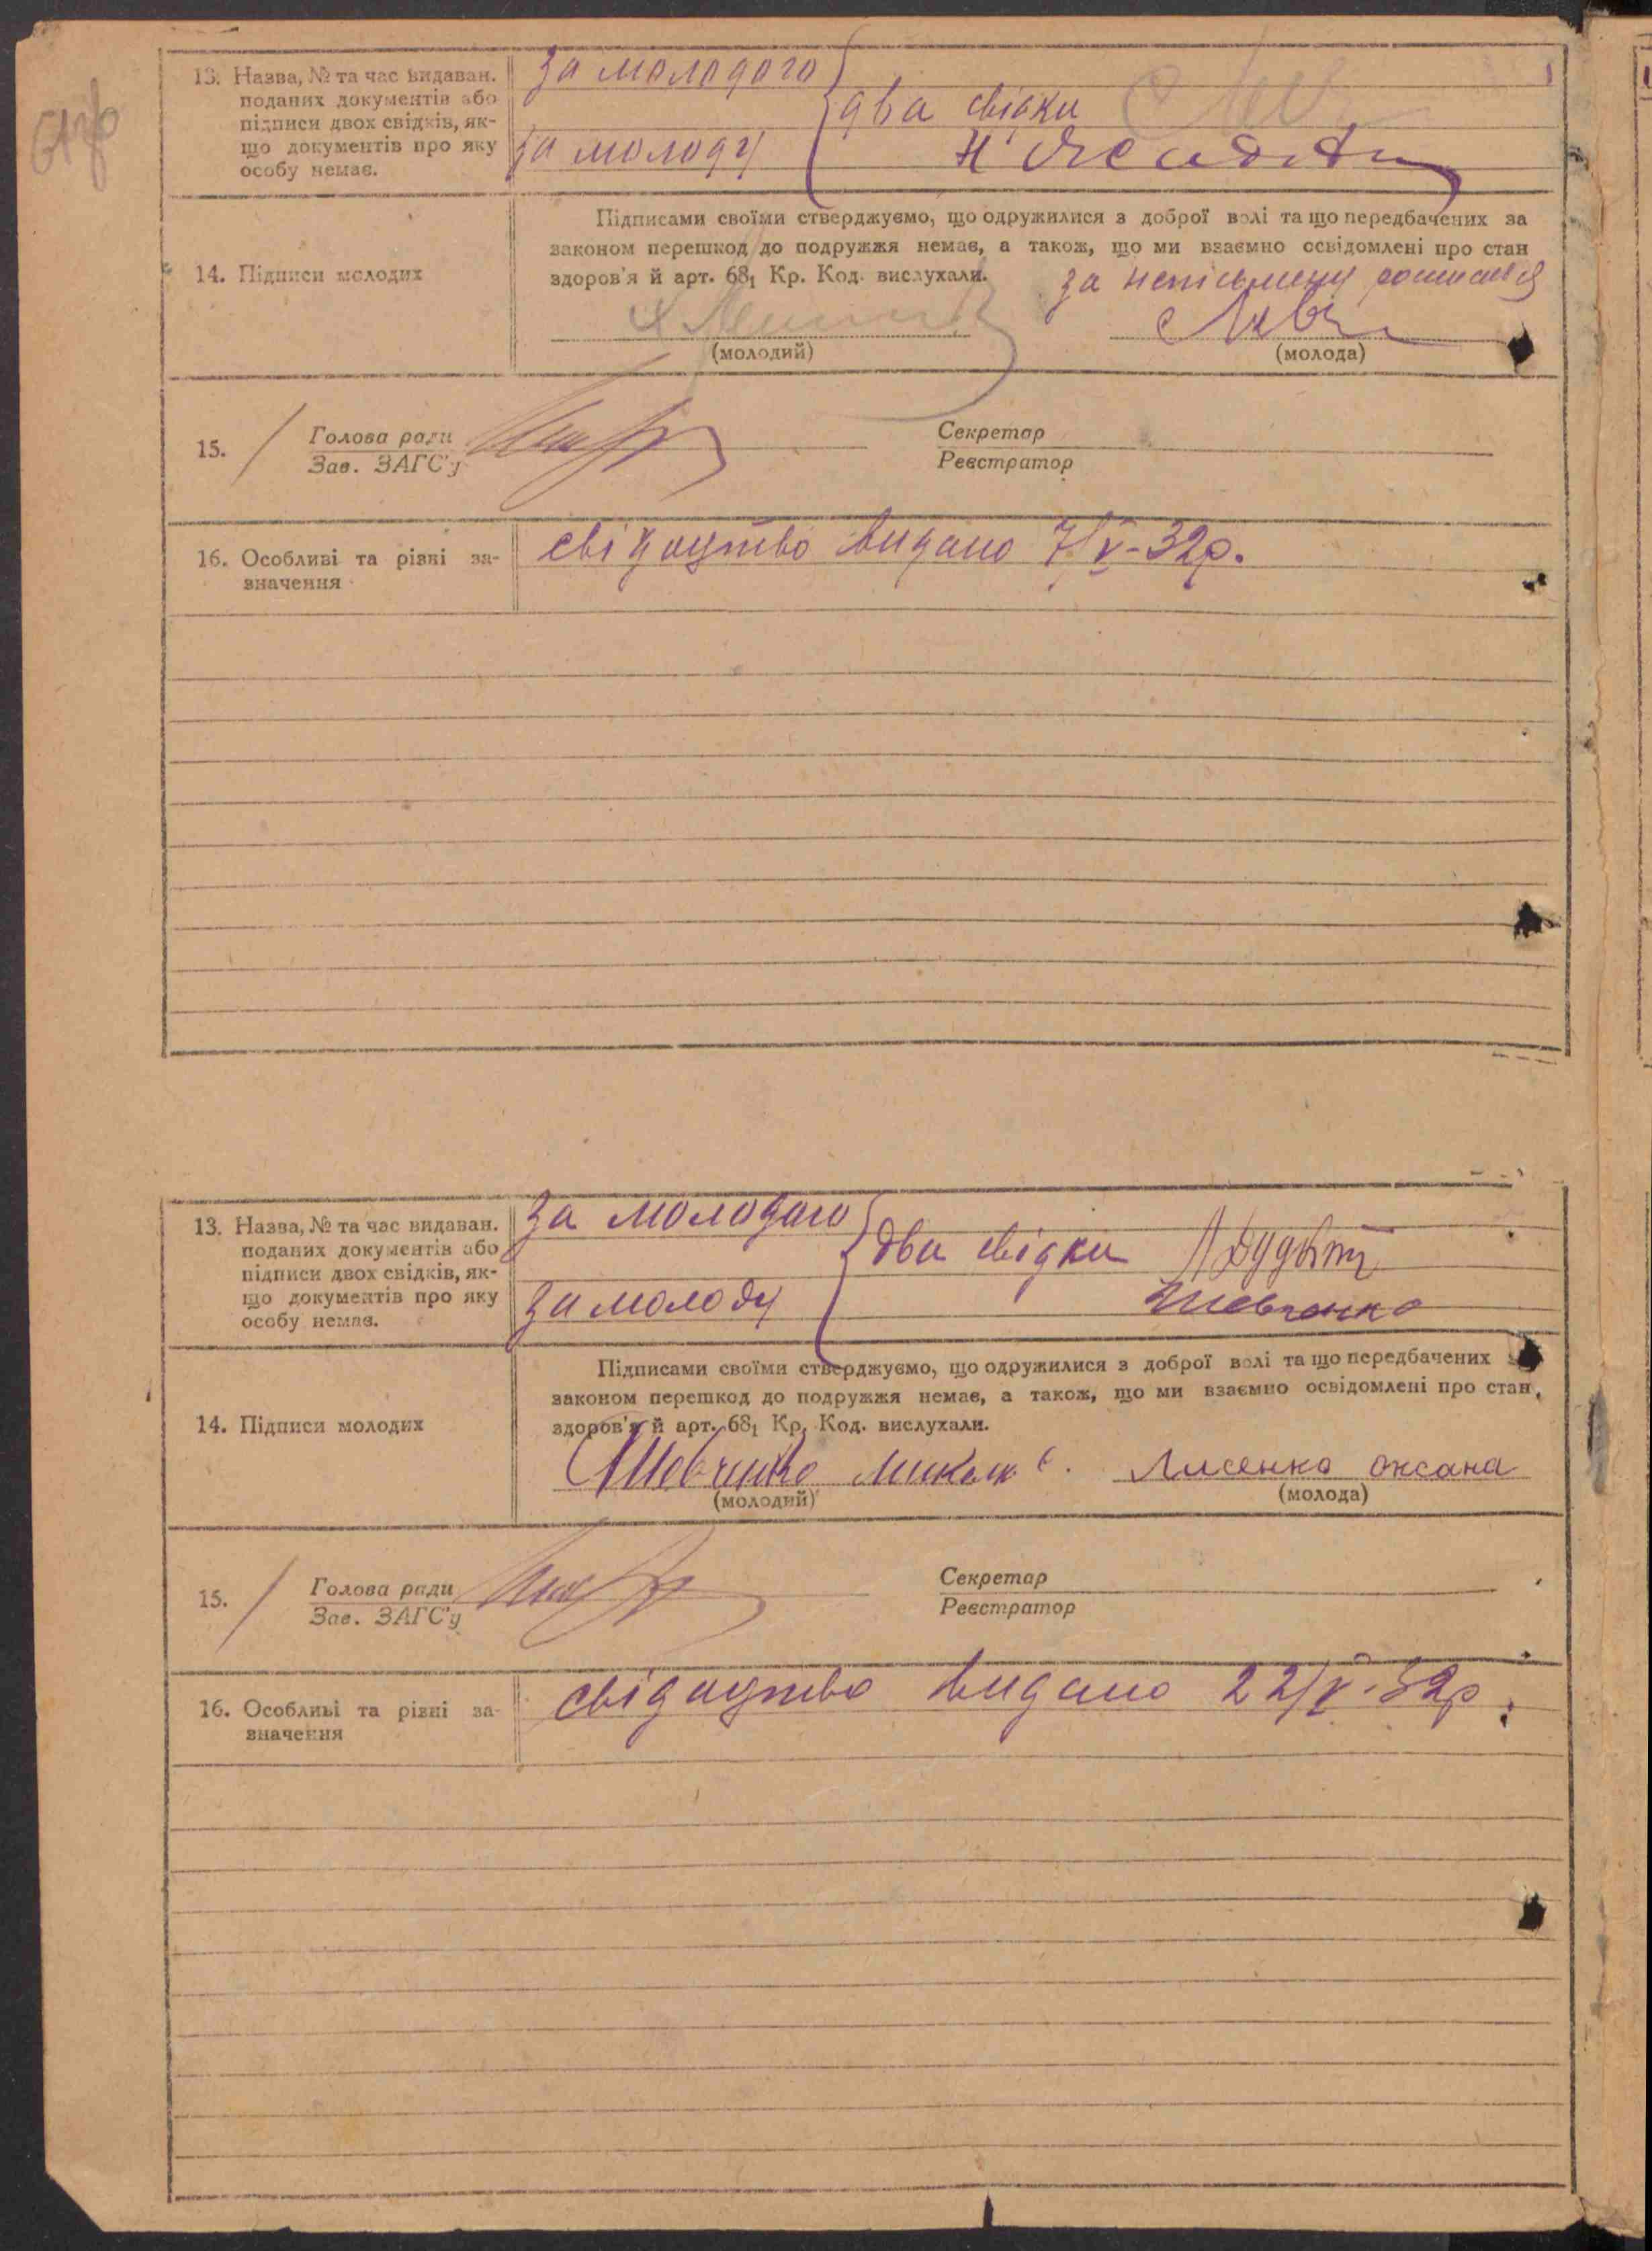 13. Назва, № та час видаван.
поданих документів або
підписи двох свідків, як-
що документів про яку
особу немає.
за молодого
два свідки
за молоду
14. Підписи молодих
Підписами своїми стверджуємо, що одружилися з доброї волі та що передбачених за
законом перешкод до подружжя немає, а також, що ми взаємно освідомлені про стан
здоров'я й арт. 68₁ Кр. Код. вислухали.
за неписьмену
(молодий) (молода)
15. Голова ради
Зав. ЗАГС'у
Секретар
Реєстратор
16. Особливі та різні за-
значення
свідоцтво видано 7/V-32р.
13. Назва, № та час видаван.
поданих документів або
підписи двох свідків, як-
що документів про яку
особу немає.
за молодого
два свідки
за молоду
Шевченко
14. Підписи молодих
Підписами своїми стверджуємо, що одружилися з доброї волі та що передбачених
законом перешкод до подружжя немає, а також, що ми взаємно освідомлені про стан
здоров'я й арт. 68₁ Кр. Код. вислухали.
Шевченко Лисенко Оксана
(молодий) (молода)
15. Голова ради
Зав. ЗАГС'у
Секретар
Реєстратор
16. Особливі та різні за-
значення
свідоцтво видано 22/V-32р.